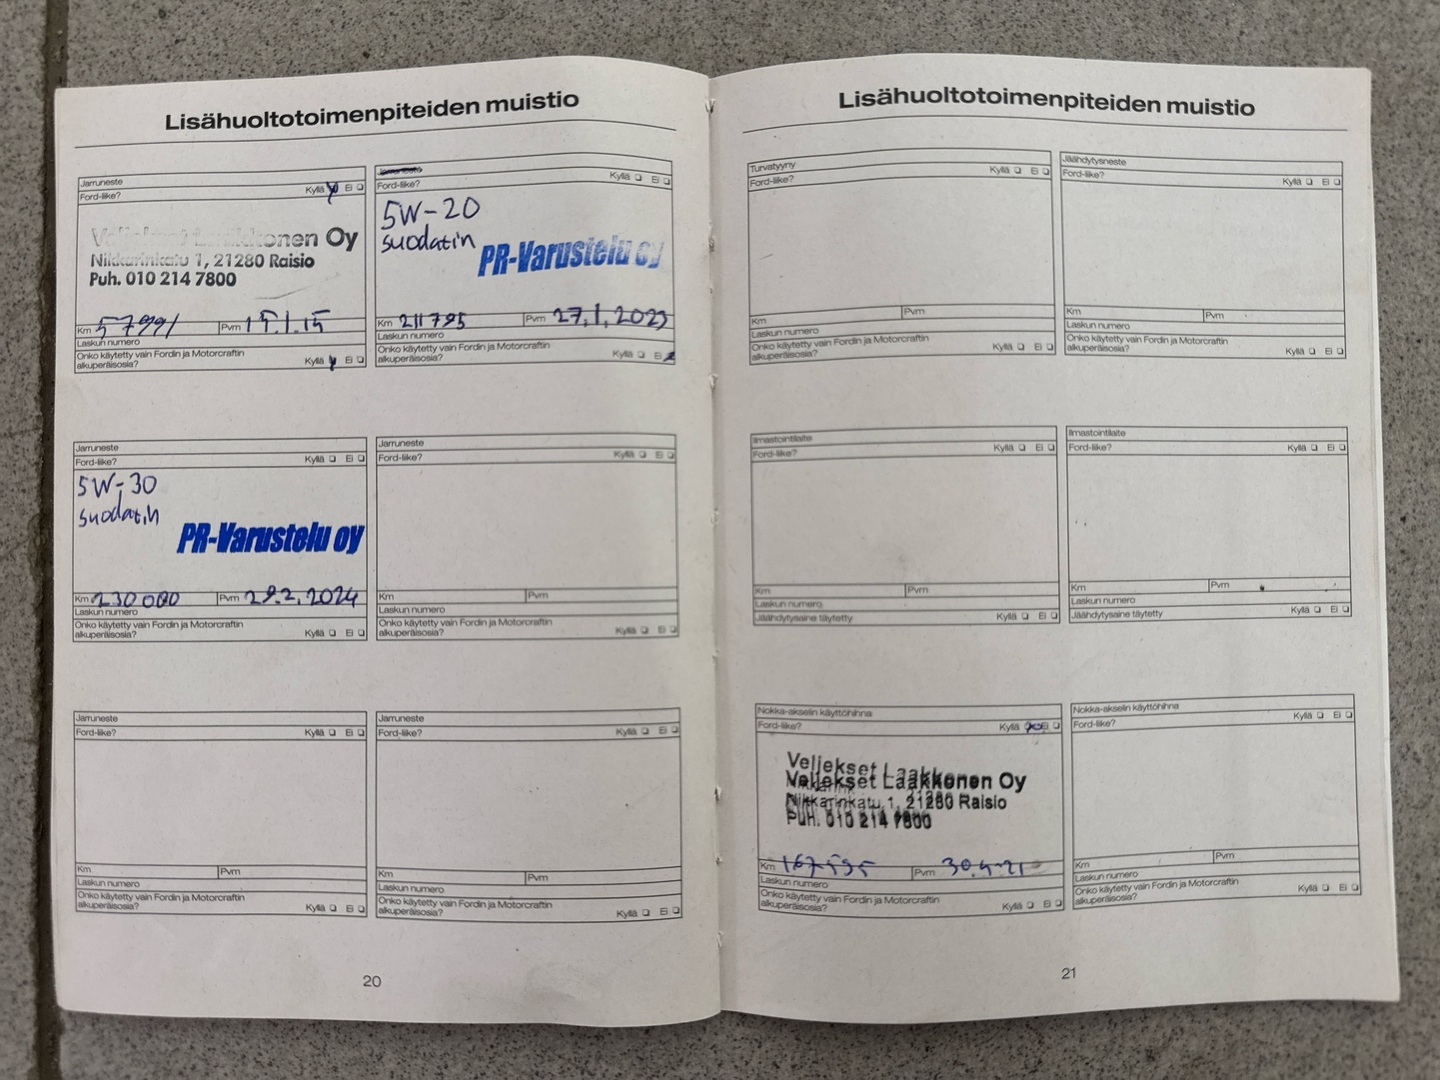 Lisähuoltotoimenpiteiden muistio
Jarruneste
Ford-liike? Kyllä Ei
Veljekset Laakkonen Oy
Nikkarinkatu 1, 21280 Raisio
Puh. 010 214 7800
Km 57991 Pvm 15.1.15
Laskun numero
Onko käytetty vain Fordin ja Motorcraftin
alkuperäisosia? Kyllä Ei
Jarruneste
Ford-liike? Kyllä Ei
5W-20
suodatin
PR-Varustelu oy
Km 211795 Pvm 27.1.2023
Laskun numero
Onko käytetty vain Fordin ja Motorcraftin
alkuperäisosia? Kyllä Ei
Jarruneste
Ford-liike? Kyllä Ei
5W-30
suodatin
PR-Varustelu oy
Km 230000 Pvm 29.2.2024
Laskun numero
Onko käytetty vain Fordin ja Motorcraftin
alkuperäisosia? Kyllä Ei
Jarruneste
Ford-liike? Kyllä Ei
Km Pvm
Laskun numero
Onko käytetty vain Fordin ja Motorcraftin
alkuperäisosia? Kyllä Ei
Jarruneste
Ford-liike? Kyllä Ei
Km Pvm
Laskun numero
Onko käytetty vain Fordin ja Motorcraftin
alkuperäisosia? Kyllä Ei
Jarruneste
Ford-liike? Kyllä Ei
Km Pvm
Laskun numero
Onko käytetty vain Fordin ja Motorcraftin
alkuperäisosia? Kyllä Ei
20
Lisähuoltotoimenpiteiden muistio
Turvatyyny
Ford-liike? Kyllä Ei
Km Pvm
Laskun numero
Onko käytetty vain Fordin ja Motorcraftin
alkuperäisosia? Kyllä Ei
Jäähdytysneste
Ford-liike? Kyllä Ei
Km Pvm
Laskun numero
Onko käytetty vain Fordin ja Motorcraftin
alkuperäisosia? Kyllä Ei
Ilmastointilaite
Ford-liike? Kyllä Ei
Km Pvm
Laskun numero
Jäähdytysaine täytetty Kyllä Ei
Ilmastointilaite
Ford-liike? Kyllä Ei
Km Pvm
Laskun numero
Jäähdytysaine täytetty Kyllä Ei
Nokka-akselin käyttöhihna
Ford-liike? Kyllä Ei
Veljekset Laakkonen Oy
Nikkarinkatu 1, 21280 Raisio
Puh. 010 214 7800
Km 167595 Pvm 30.4-21
Laskun numero
Onko käytetty vain Fordin ja Motorcraftin
alkuperäisosia? Kyllä Ei
Nokka-akselin käyttöhihna
Ford-liike? Kyllä Ei
Km Pvm
Laskun numero
Onko käytetty vain Fordin ja Motorcraftin
alkuperäisosia? Kyllä Ei
21